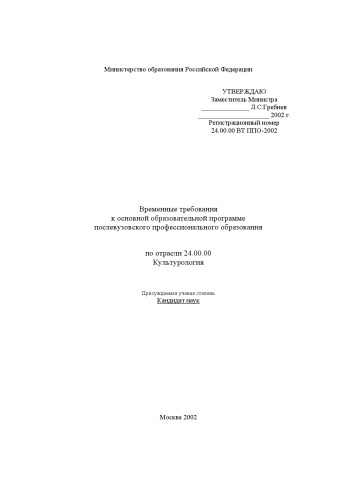 Министерство образования Российской Федерации
УТВЕРЖДАЮ
Заместитель Министра
_______________ Л.С.Гребнев
_______________________ 2002 г.
Регистрационный номер
24.00.00 ВТ ППО-2002
Временные требования
к основной образовательной программе
послевузовского профессионального образования
по отрасли 24.00.00
Культурология
Присуждаемая ученая степень
Кандидат наук
Москва 2002